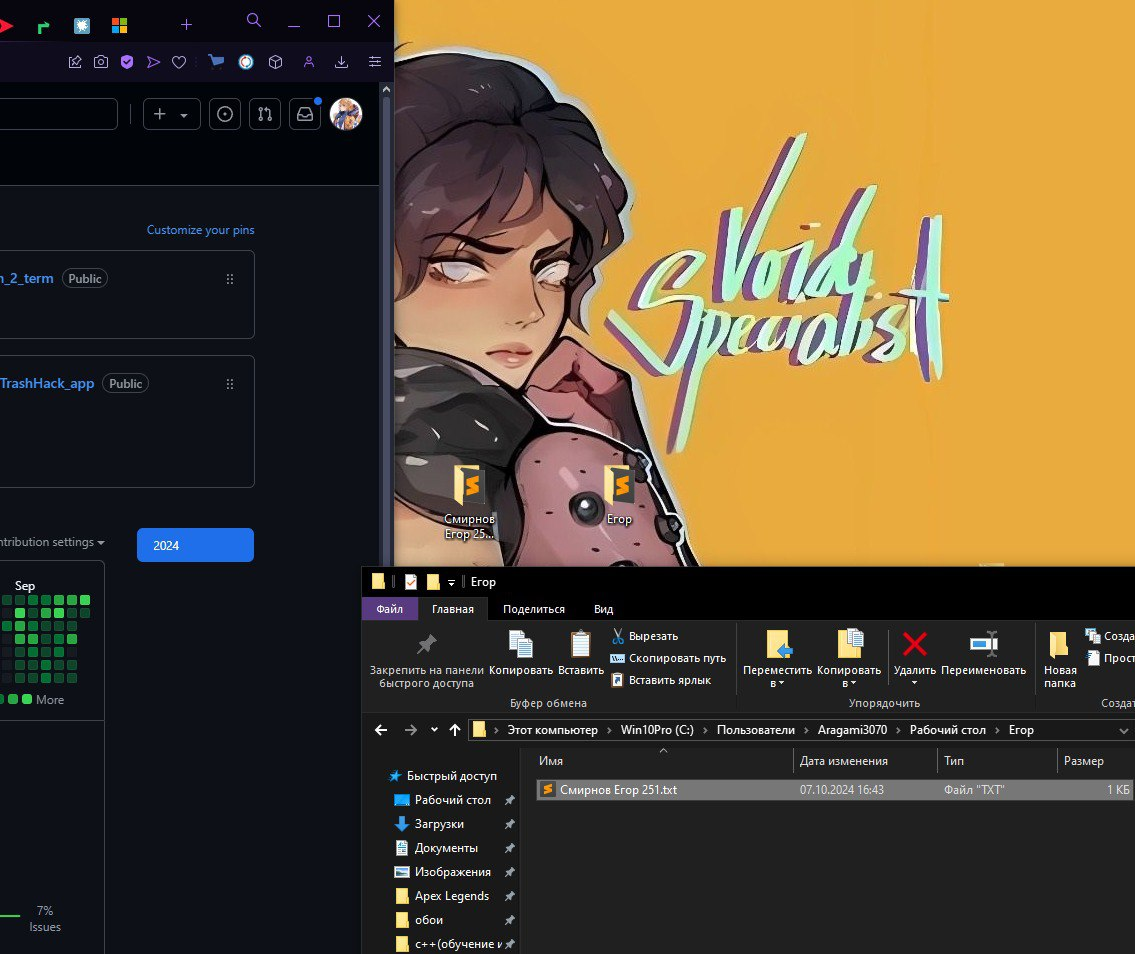 Customize your pins
n_2_term Public
TrashHack_app Public
ntribution settings
2024
Sep
More
7%
Issues
Voidy
Specialist
Смирнов
Егор 25...
Егор
Егор
Файл Главная Поделиться Вид
Закрепить на панели
быстрого доступа
Копировать
Вставить
Вырезать
Скопировать путь
Вставить ярлык
Буфер обмена
Переместить
в
Копировать
в
Удалить
Переименовать
Упорядочить
Новая
папка
Созда
Прост
Создат
Этот компьютер > Win10Pro (C:) > Пользователи > Aragami3070 > Рабочий стол > Егор
Имя Дата изменения Тип Размер
Смирнов Егор 251.txt 07.10.2024 16:43 Файл "TXT" 1 КБ
Быстрый доступ
Рабочий стол
Загрузки
Документы
Изображения
Apex Legends
обои
c++(обучение и